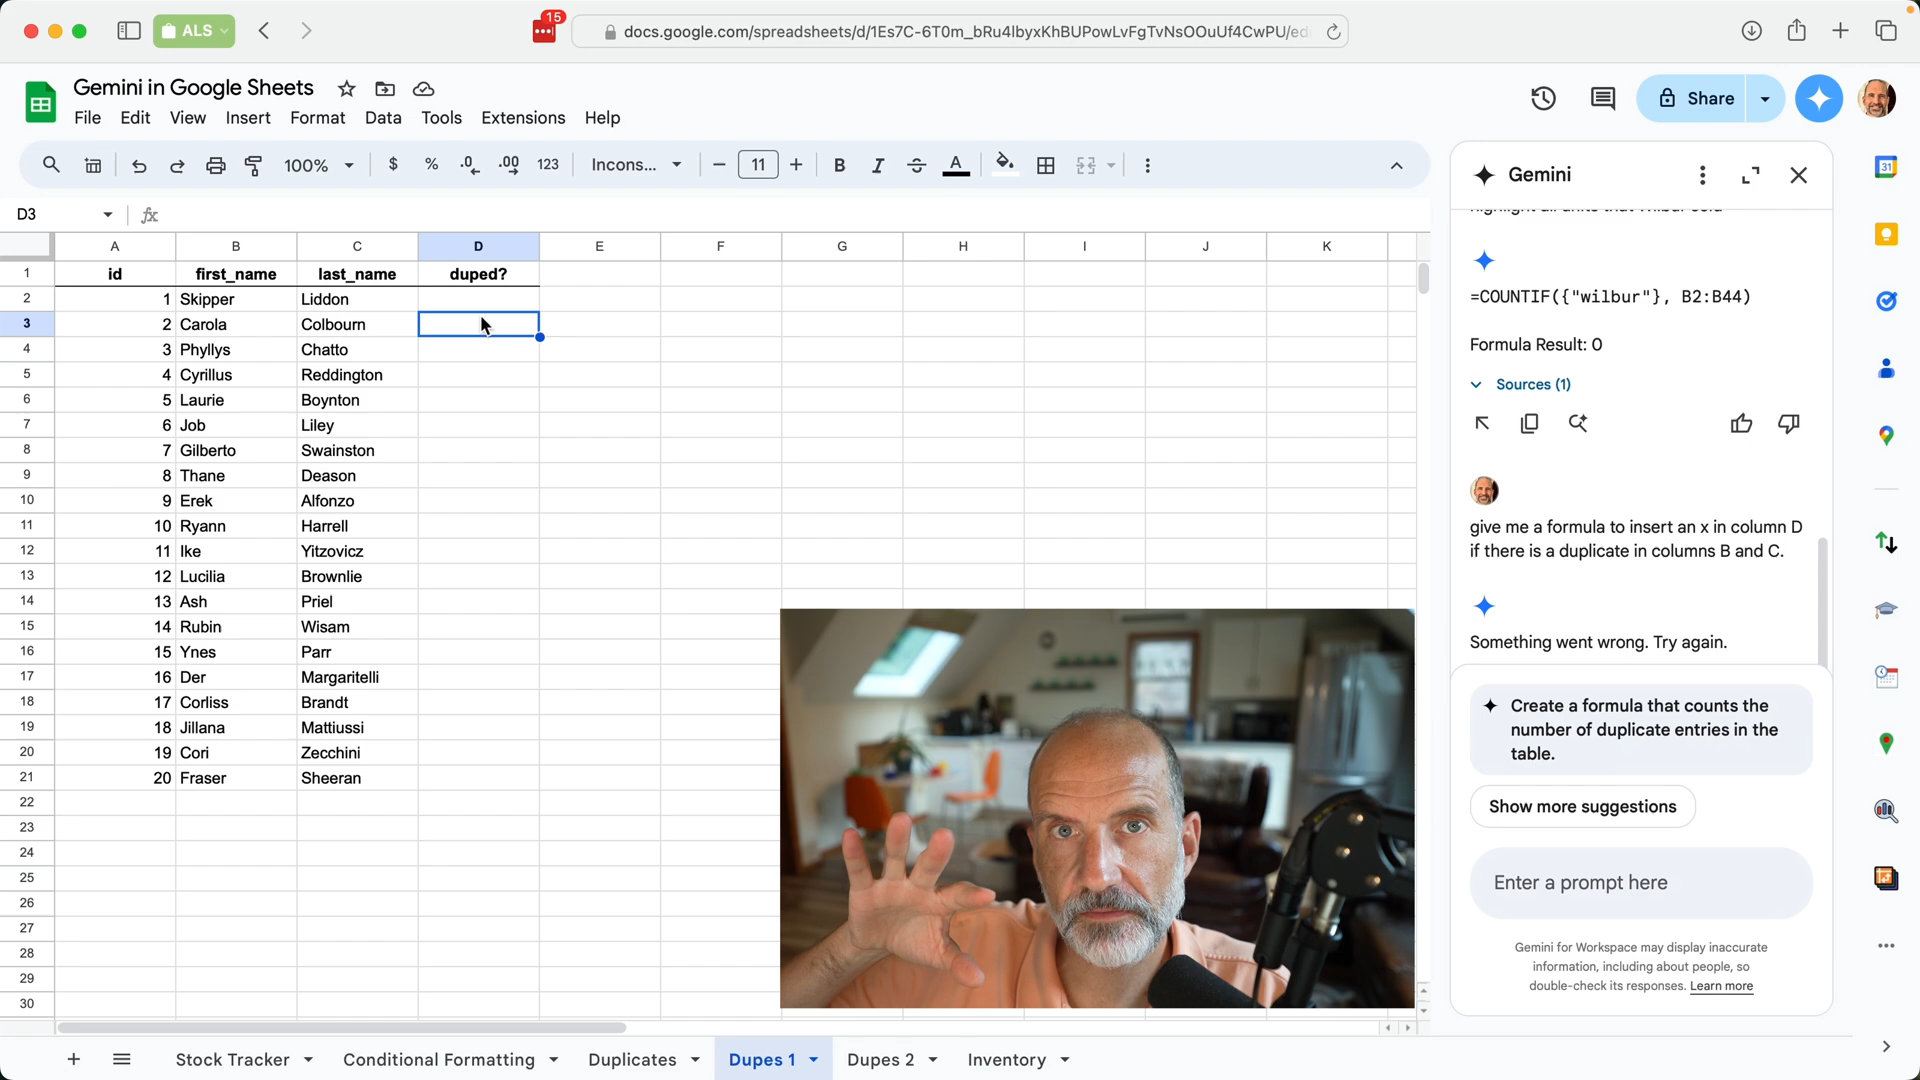 ALS
15
docs.google.com/spreadsheets/d/1Es7C-6T0m_bRu4lbyxKhBUPowLvFgTvNsOOuUf4CwPU/edi
Gemini in Google Sheets
File Edit View Insert Format Data Tools Extensions Help
Share
100% $ % .0 .00 123 Incons... 11 B I A
D3 fx
A B C D E F G H I J K
1 id first_name last_name duped?
2 1 Skipper Liddon
3 2 Carola Colbourn
4 3 Phyllys Chatto
5 4 Cyrillus Reddington
6 5 Laurie Boynton
7 6 Job Liley
8 7 Gilberto Swainston
9 8 Thane Deason
10 9 Erek Alfonzo
11 10 Ryann Harrell
12 11 Ike Yitzovicz
13 12 Lucilia Brownlie
14 13 Ash Priel
15 14 Rubin Wisam
16 15 Ynes Parr
17 16 Der Margaritelli
18 17 Corliss Brandt
19 18 Jillana Mattiussi
20 19 Cori Zecchini
21 20 Fraser Sheeran
22
23
24
25
26
27
28
29
30
Gemini
=COUNTIF({"wilbur"}, B2:B44)
Formula Result: 0
Sources (1)
give me a formula to insert an x in column D
if there is a duplicate in columns B and C.
Something went wrong. Try again.
Create a formula that counts the
number of duplicate entries in the
table.
Show more suggestions
Enter a prompt here
Gemini for Workspace may display inaccurate
information, including about people, so
double-check its responses. Learn more
31
Stock Tracker Conditional Formatting Duplicates Dupes 1 Dupes 2 Inventory